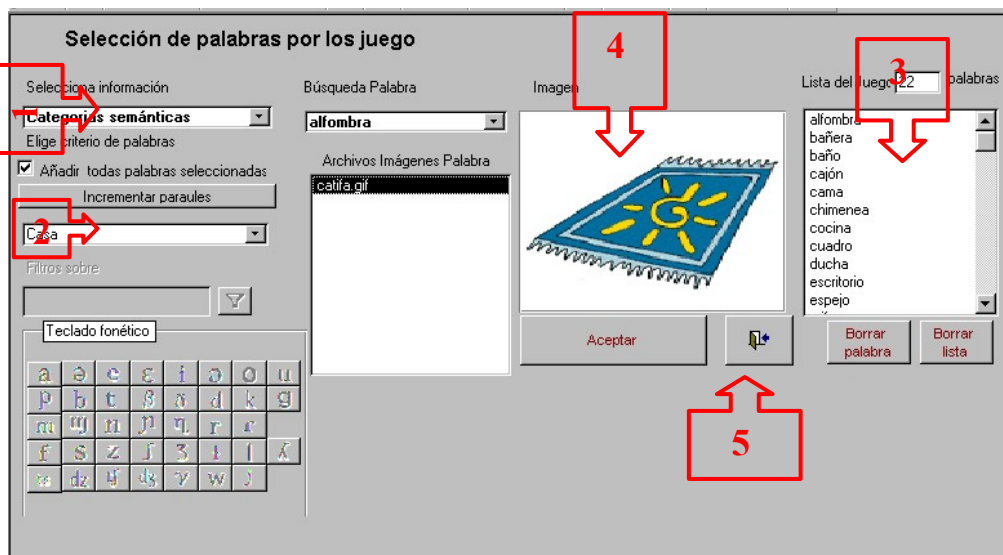 Selección de palabras por los juego
4
3
Selecciona información
Búsqueda Palabra
Imagen
Lista del Juego 22 palabras
1
Categorias semánticas
alfombra
Elige criterio de palabras
Añadir todas palabras seleccionadas
Incrementar paraules
2
Casa
Filtros sobre
Archivos Imágenes Palabra
catifa.gif
alfombra
bañera
baño
cajón
cama
chimenea
cocina
cuadro
ducha
escritorio
espejo
Aceptar
Borrar palabra
Borrar lista
5
Teclado fonético
p b t β ð d k g
m ɱ n ɲ η r ɾ
f s z ʃ ʒ ɫ l ʎ